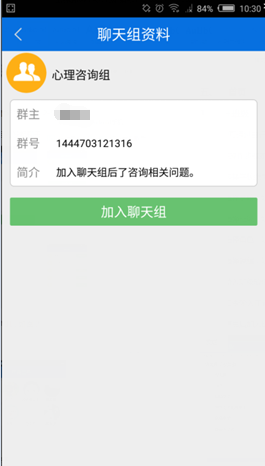 84% 10:30
聊天组资料
心理咨询组
群主
群号 1444703121316
简介 加入聊天组后了咨询相关问题。
加入聊天组